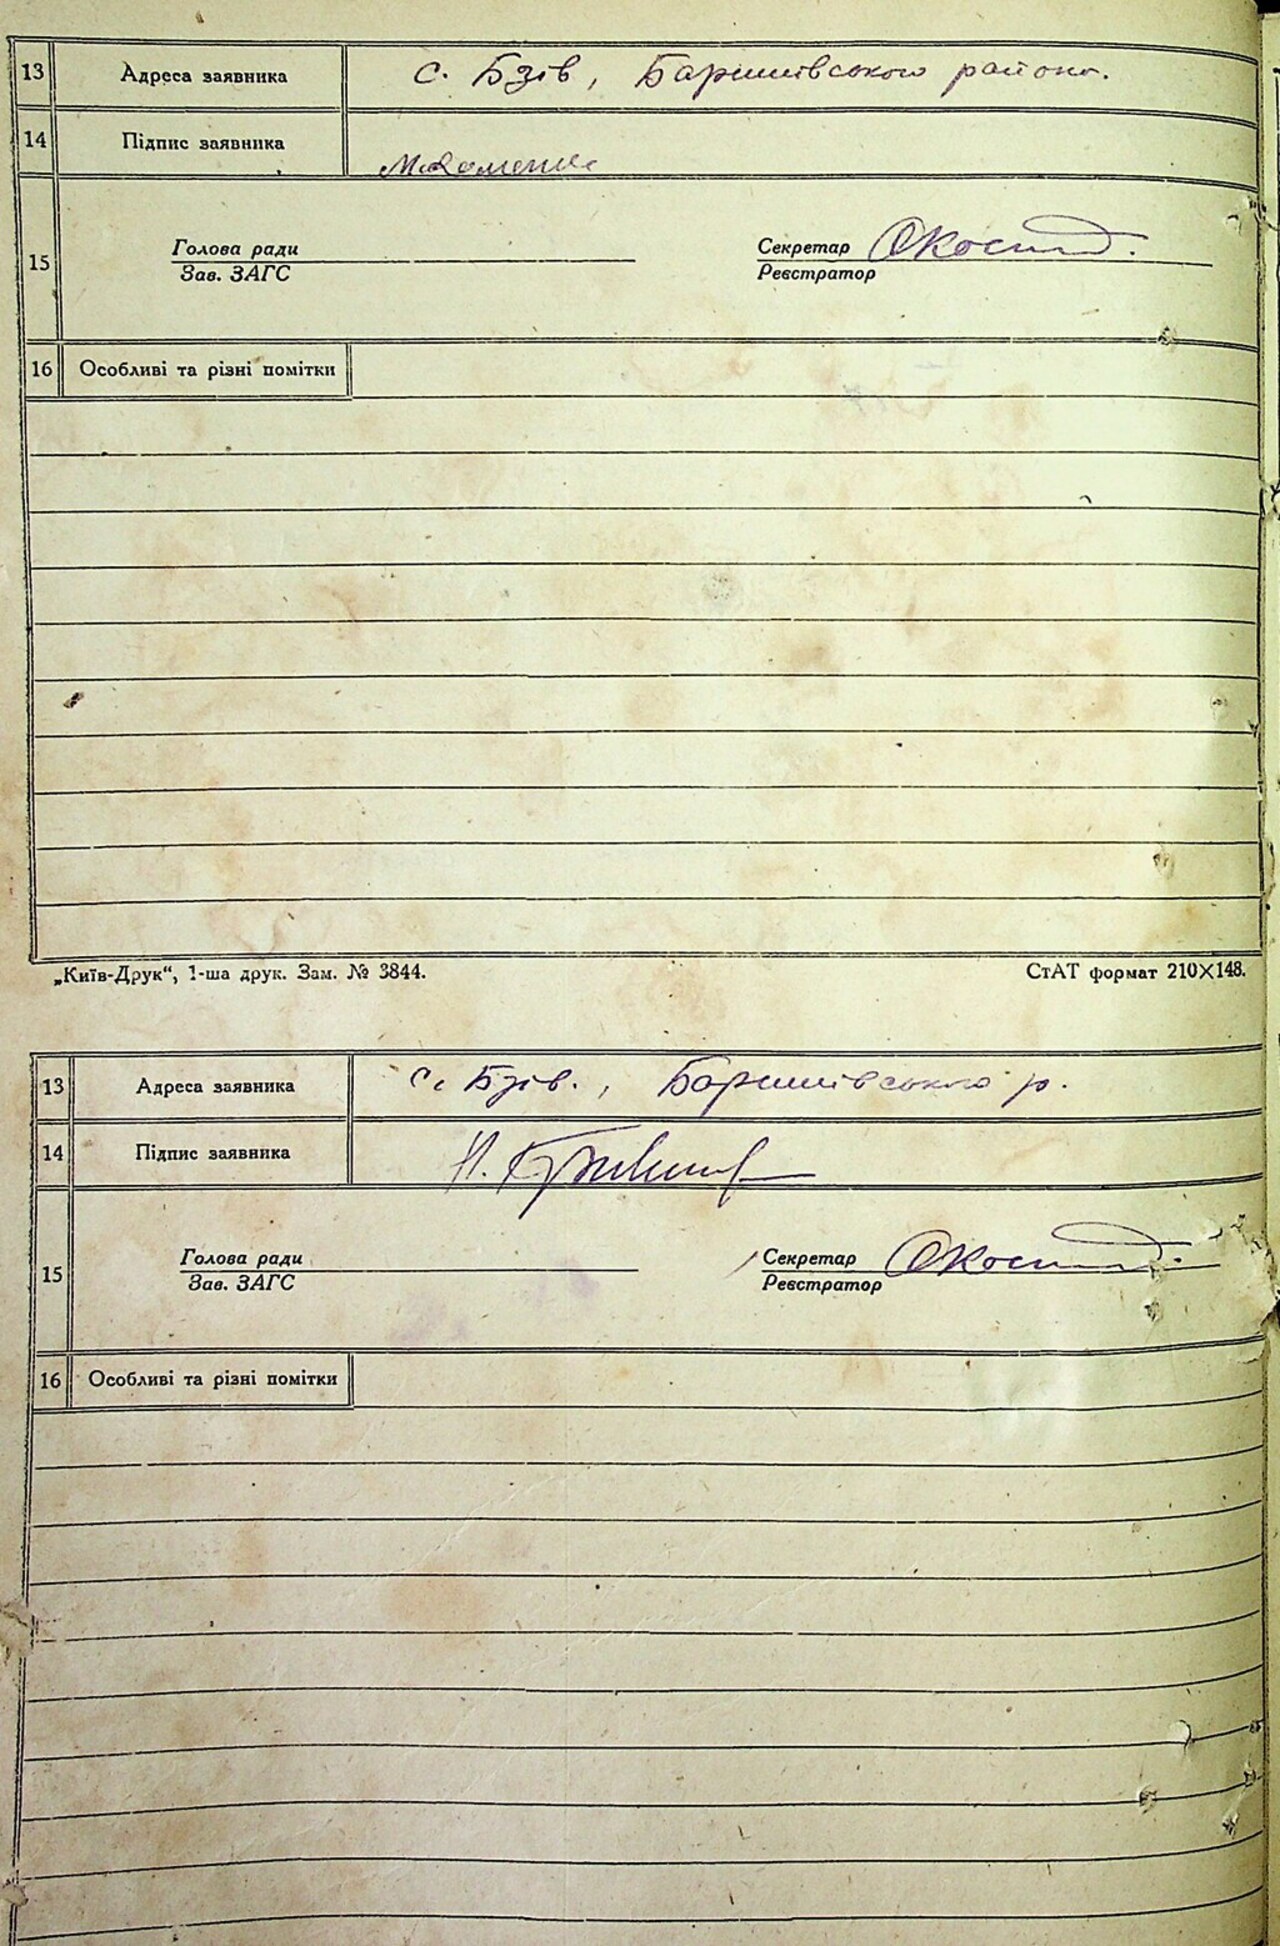 13 Адреса заявника с. Бзів, Баришівського району.
14 Підпис заявника
15 Голова ради Секретар
Зав. ЗАГС Реєстратор
16 Особливі та різні помітки
„Київ-Друк“, 1-ша друк. Зам. № 3844. СтАТ формат 210×148.
13 Адреса заявника с. Бзів., Баришівського р.
14 Підпис заявника
15 Голова ради Секретар
Зав. ЗАГС Реєстратор
16 Особливі та різні помітки